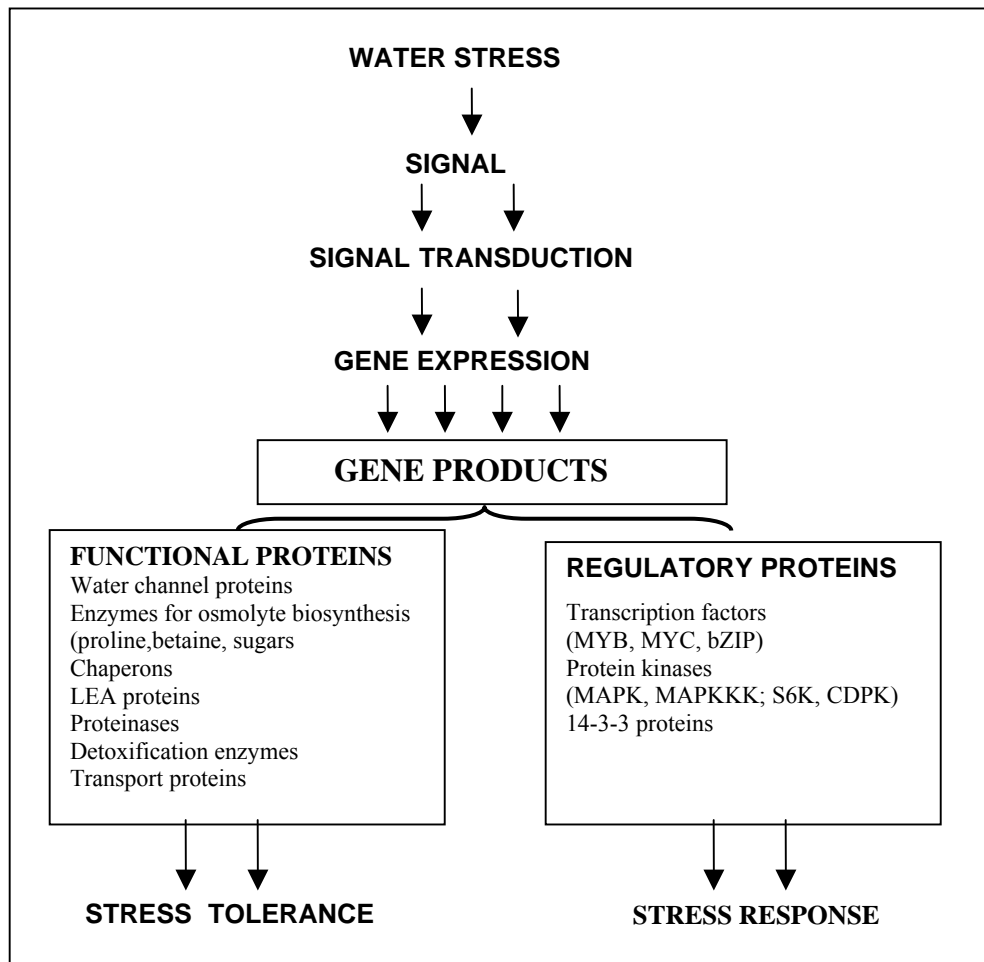 WATER STRESS
SIGNAL
SIGNAL TRANSDUCTION
GENE EXPRESSION
GENE PRODUCTS
FUNCTIONAL PROTEINS
Water channel proteins
Enzymes for osmolyte biosynthesis
(proline,betaine, sugars
Chaperons
LEA proteins
Proteinases
Detoxification enzymes
Transport proteins
REGULATORY PROTEINS
Transcription factors
(MYB, MYC, bZIP)
Protein kinases
(MAPK, MAPKKK; S6K, CDPK)
14-3-3 proteins
STRESS TOLERANCE
STRESS RESPONSE